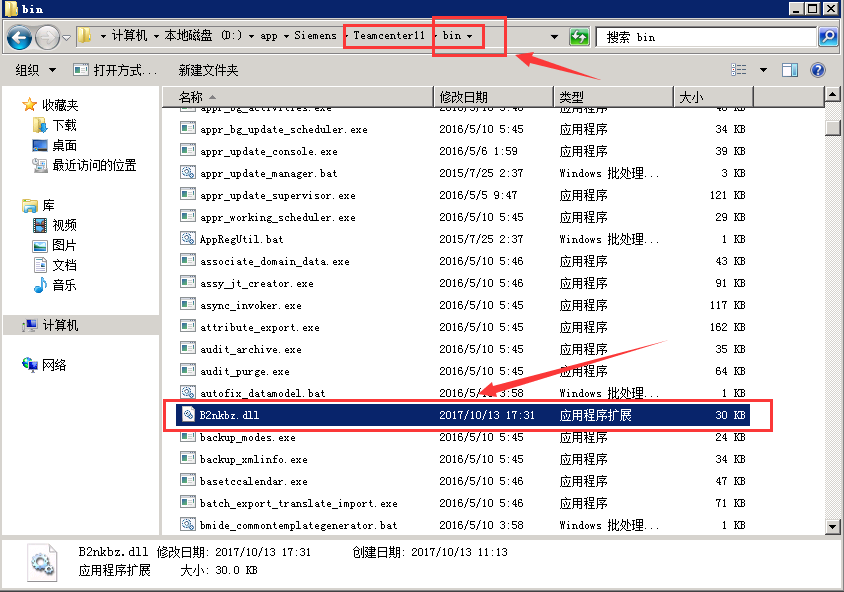 bin
计算机 本地磁盘 (D:) app Siemens Teamcenter11 bin
搜索 bin
组织 打开方式... 新建文件夹
收藏夹
下载
桌面
最近访问的位置
库
视频
图片
文档
音乐
计算机
网络
名称 修改日期 类型 大小
appr_bg_activities.exe 应用程序 KB
appr_bg_update_scheduler.exe 2016/5/10 5:45 应用程序 34 KB
appr_update_console.exe 2016/5/6 1:59 应用程序 39 KB
appr_update_manager.bat 2015/7/25 2:37 Windows 批处理... 3 KB
appr_update_supervisor.exe 2016/5/5 9:47 应用程序 121 KB
appr_working_scheduler.exe 2016/5/10 5:45 应用程序 29 KB
AppRegUtil.bat 2015/7/25 2:37 Windows 批处理... 1 KB
associate_domain_data.exe 2016/5/10 5:46 应用程序 43 KB
assy_jt_creator.exe 2016/5/10 5:46 应用程序 91 KB
async_invoker.exe 2016/5/10 5:46 应用程序 117 KB
attribute_export.exe 2016/5/10 5:46 应用程序 162 KB
audit_archive.exe 2016/5/10 5:45 应用程序 35 KB
audit_purge.exe 2016/5/10 5:45 应用程序 64 KB
autofix_datamodel.bat 3:58 Windows 批处理... 1 KB
B2nkbz.dll 2017/10/13 17:31 应用程序扩展 30 KB
backup_modes.exe 2016/5/10 5:45 应用程序 24 KB
backup_xmlinfo.exe 2016/5/10 5:45 应用程序 34 KB
basetccalendar.exe 2016/5/10 5:46 应用程序 47 KB
batch_export_translate_import.exe 2016/5/10 5:45 应用程序 71 KB
bmide_commontemplategenerator.bat 2016/5/10 3:58 Windows 批处理... 1 KB
B2nkbz.dll 修改日期: 2017/10/13 17:31 创建日期: 2017/10/13 11:13
应用程序扩展 大小: 30.0 KB